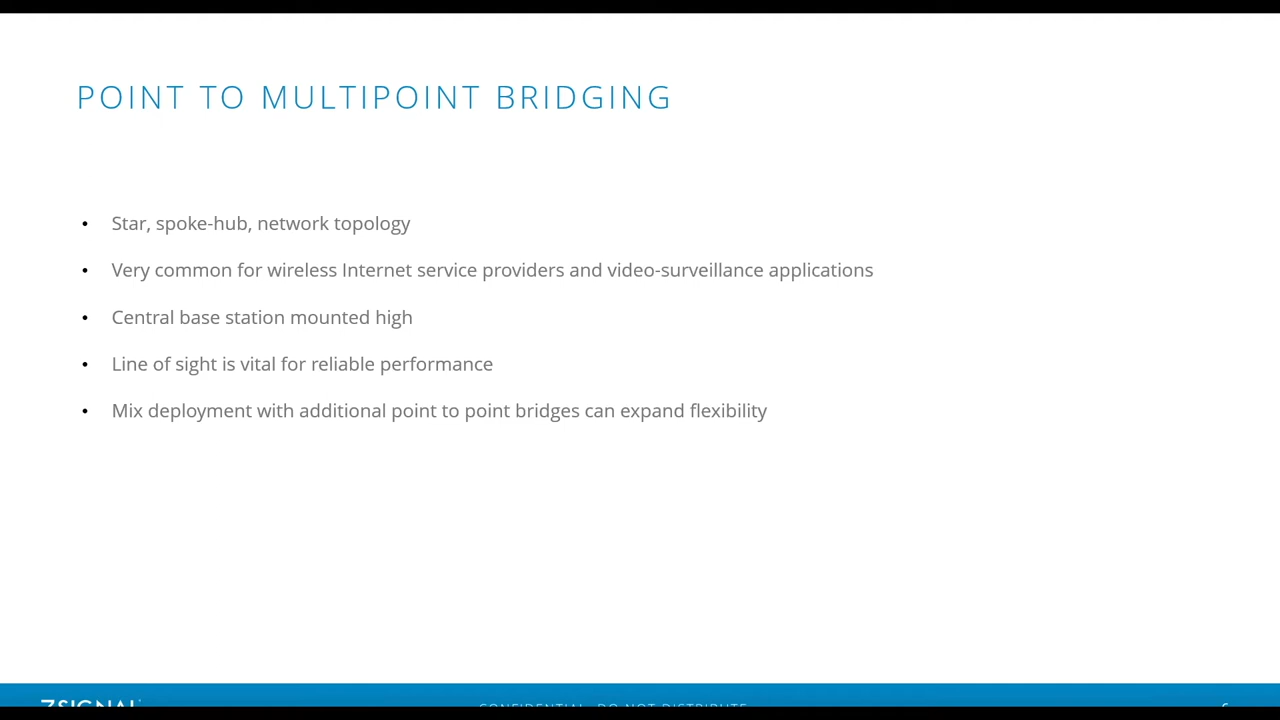 POINT TO MULTIPOINT BRIDGING
• Star, spoke-hub, network topology
• Very common for wireless Internet service providers and video-surveillance applications
• Central base station mounted high
• Line of sight is vital for reliable performance
• Mix deployment with additional point to point bridges can expand flexibility
CONFIDENTIAL DO NOT DISTRIBUTE